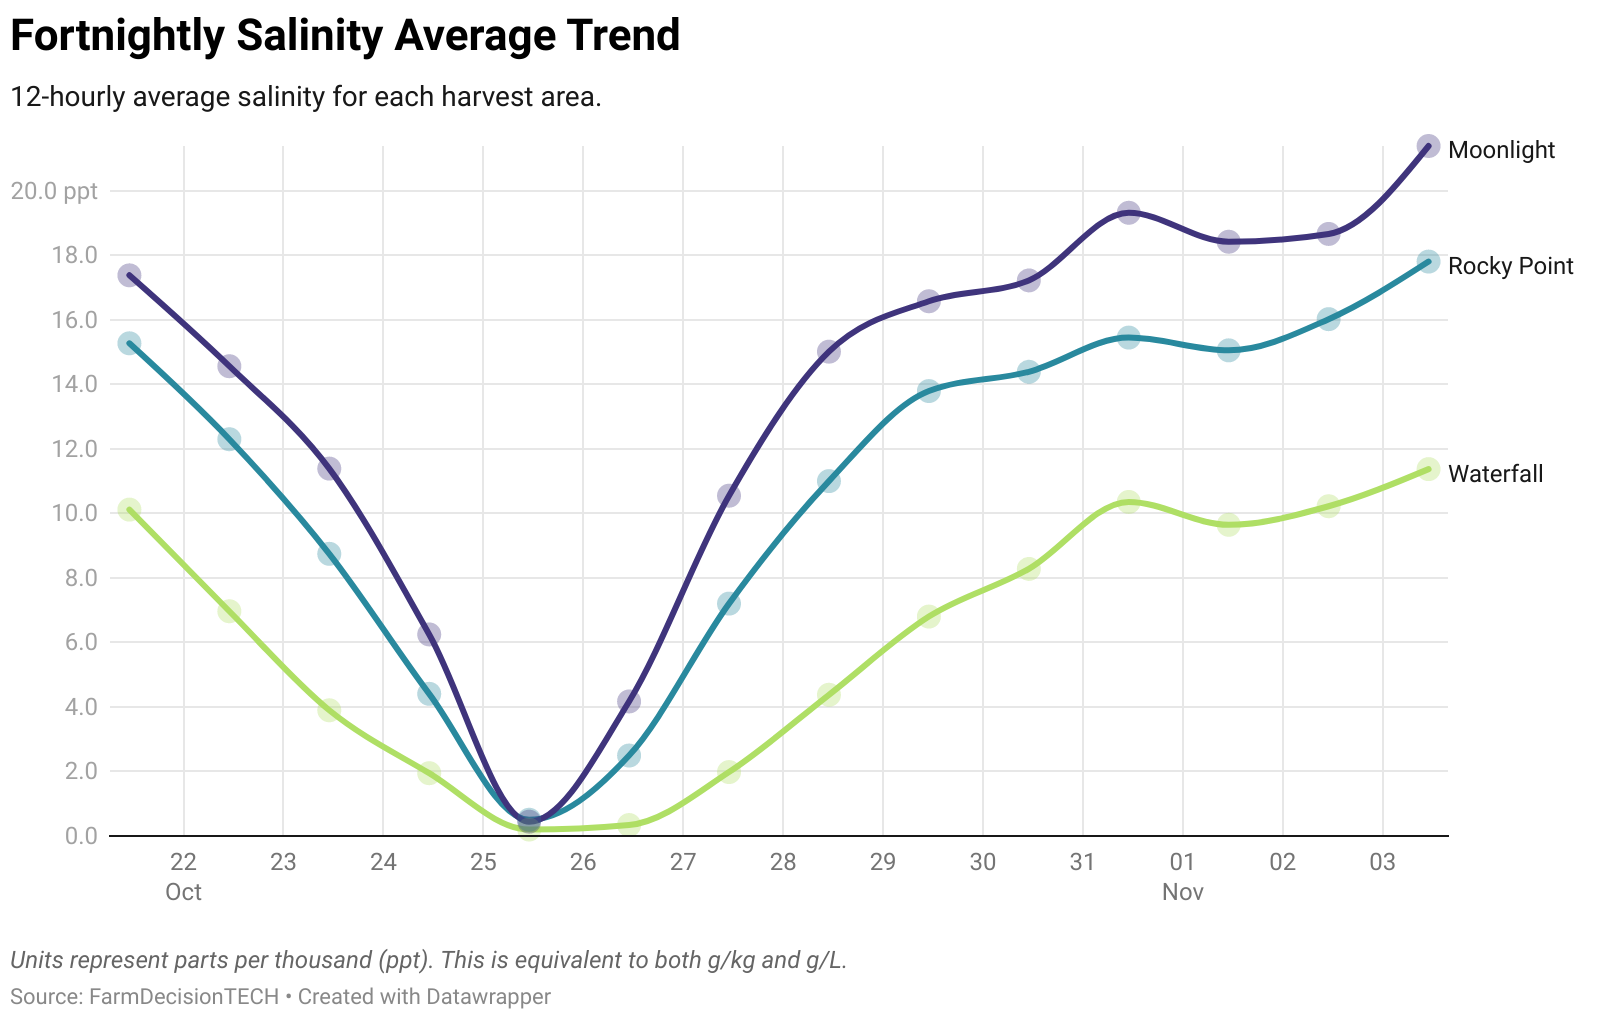 Fortnightly Salinity Average Trend
12-hourly average salinity for each harvest area.
Moonlight
20.0 ppt
18.0
Rocky Point
16.0
14.0
12.0
Waterfall
10.0
8.0
6.0
4.0
2.0
0.0
22 23 24 25 26 27 28 29 30 31 01 02 03
Oct Nov
Units represent parts per thousand (ppt). This is equivalent to both g/kg and g/L.
Source: FarmDecisionTECH • Created with Datawrapper